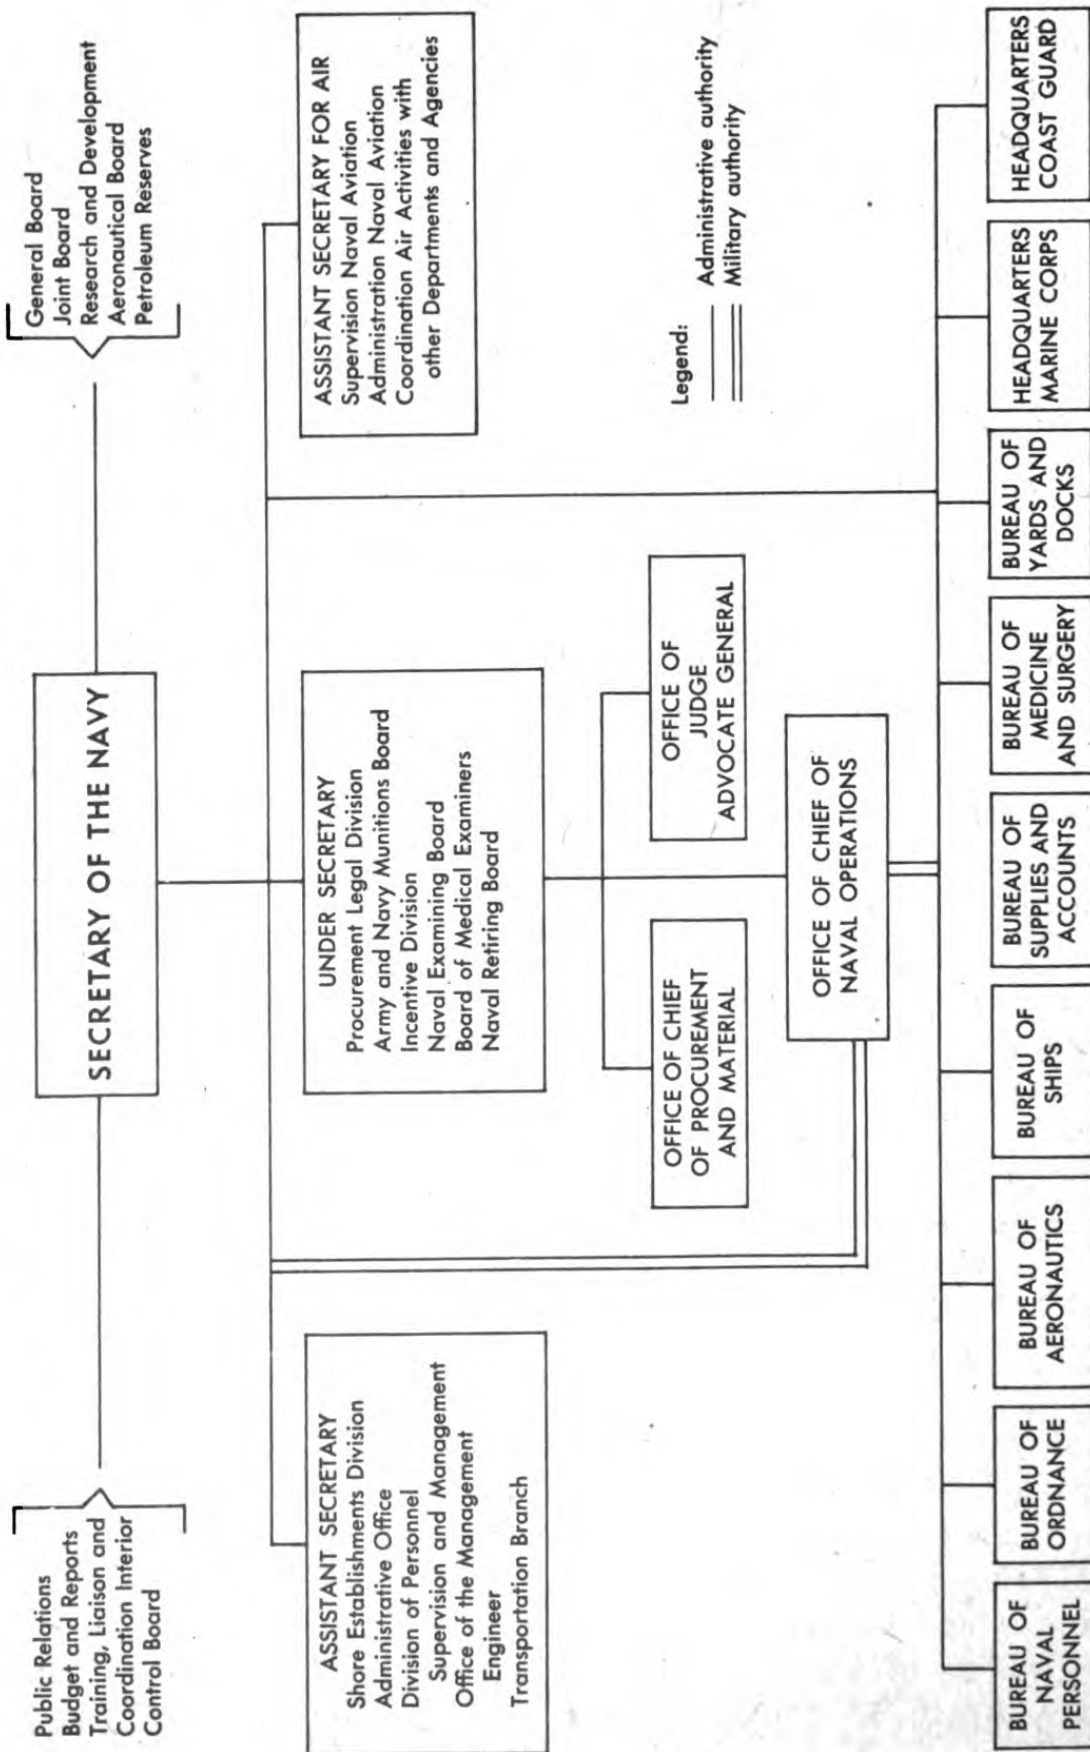 Public Relations
Budget and Reports
Training, Liaison and
Coordination Interior
Control Board
SECRETARY OF THE NAVY
General Board
Joint Board
Research and Development
Aeronautical Board
Petroleum Reserves
ASSISTANT SECRETARY
Shore Establishments Division
Administrative Office
Division of Personnel
Supervision and Management
Office of the Management
Engineer
Transportation Branch
UNDER SECRETARY
Procurement Legal Division
Army and Navy Munitions Board
Incentive Division
Naval Examining Board
Board of Medical Examiners
Naval Retiring Board
ASSISTANT SECRETARY FOR AIR
Supervision Naval Aviation
Administration Naval Aviation
Coordination Air Activities with
other Departments and Agencies
OFFICE OF CHIEF
OF PROCUREMENT
AND MATERIAL
OFFICE OF
JUDGE
ADVOCATE GENERAL
Legend:
Administrative authority
Military authority
OFFICE OF CHIEF OF
NAVAL OPERATIONS
BUREAU OF
NAVAL
PERSONNEL
BUREAU OF
ORDNANCE
BUREAU OF
AERONAUTICS
BUREAU OF
SHIPS
BUREAU OF
SUPPLIES AND
ACCOUNTS
BUREAU OF
MEDICINE
AND SURGERY
BUREAU OF
YARDS AND
DOCKS
HEADQUARTERS
MARINE CORPS
HEADQUARTERS
COAST GUARD